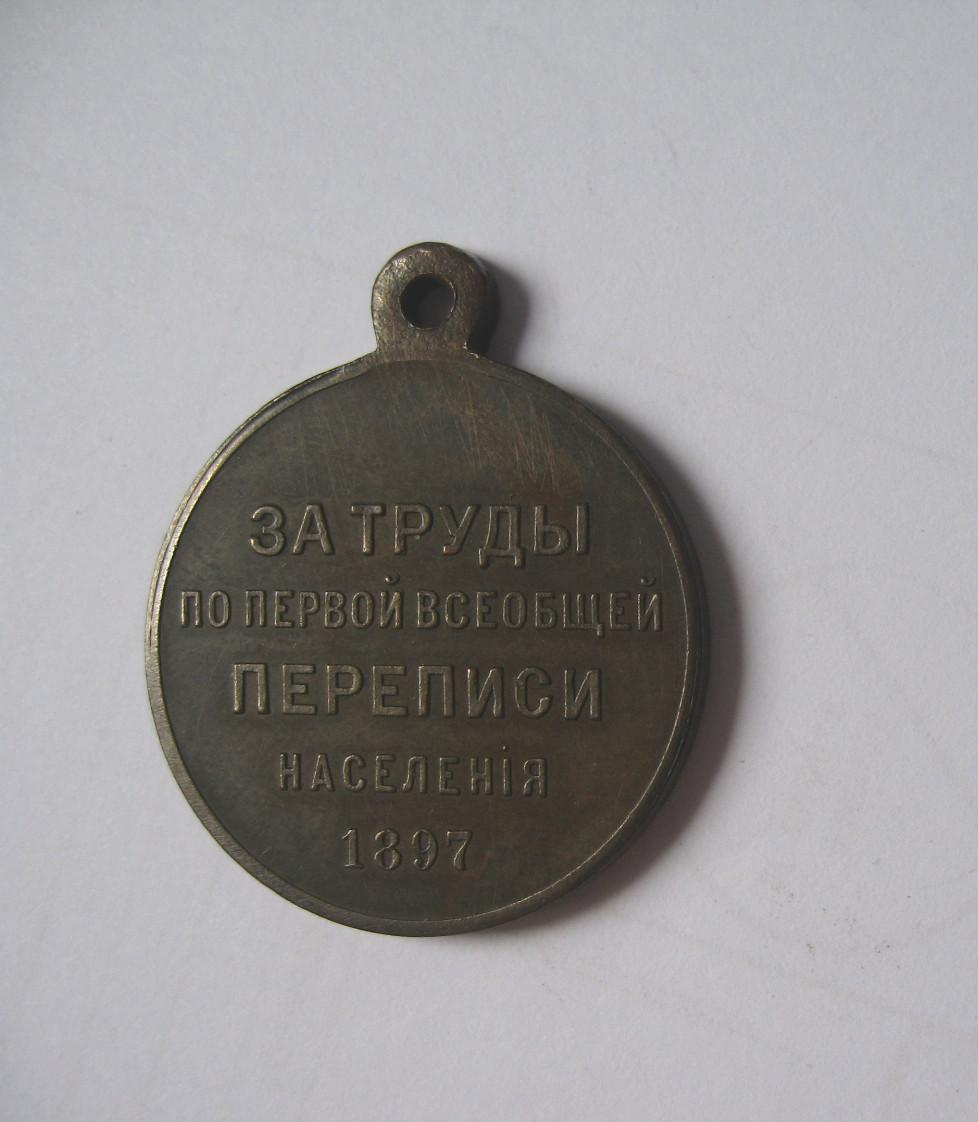 ЗА ТРУДЫ
ПО ПЕРВОЙ ВСЕОБЩЕЙ
ПЕРЕПИСИ
НАСЕЛЕНІЯ
1897